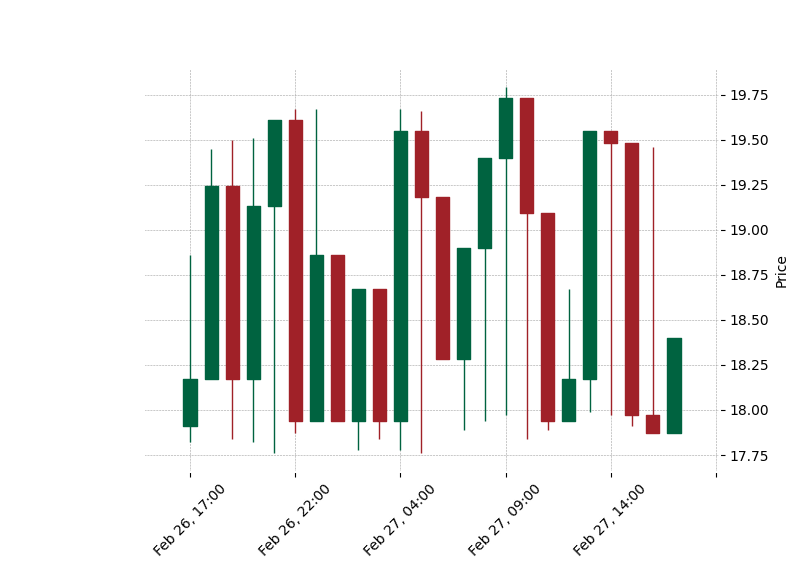 19.75
19.50
19.25
19.00
18.75
18.50
18.25
18.00
17.75
Price
Feb 26, 17:00
Feb 26, 22:00
Feb 27, 04:00
Feb 27, 09:00
Feb 27, 14:00